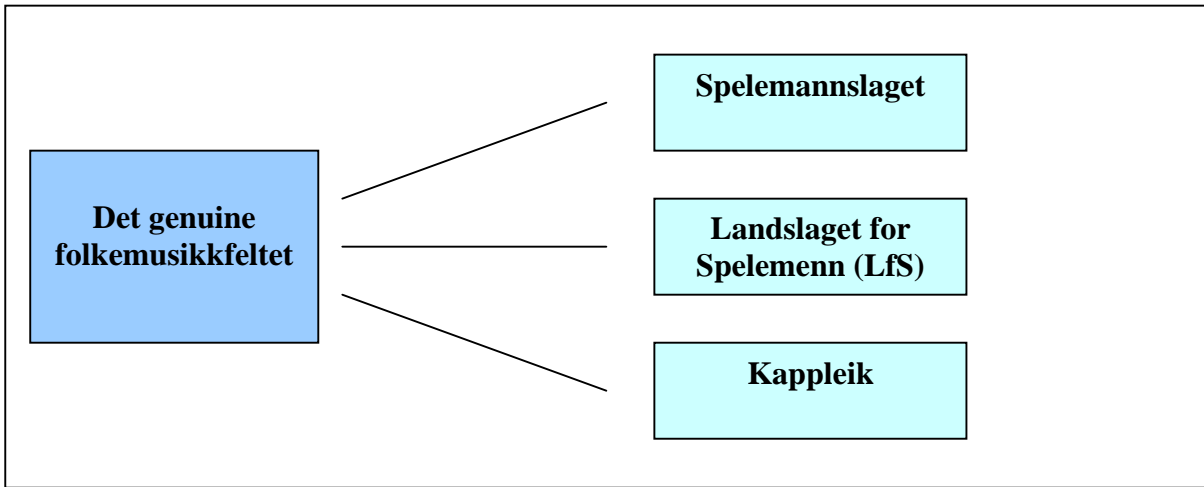 Spelemannslaget
Det genuine
folkemusikkfeltet
Landslaget for
Spelemenn (LfS)
Kappleik